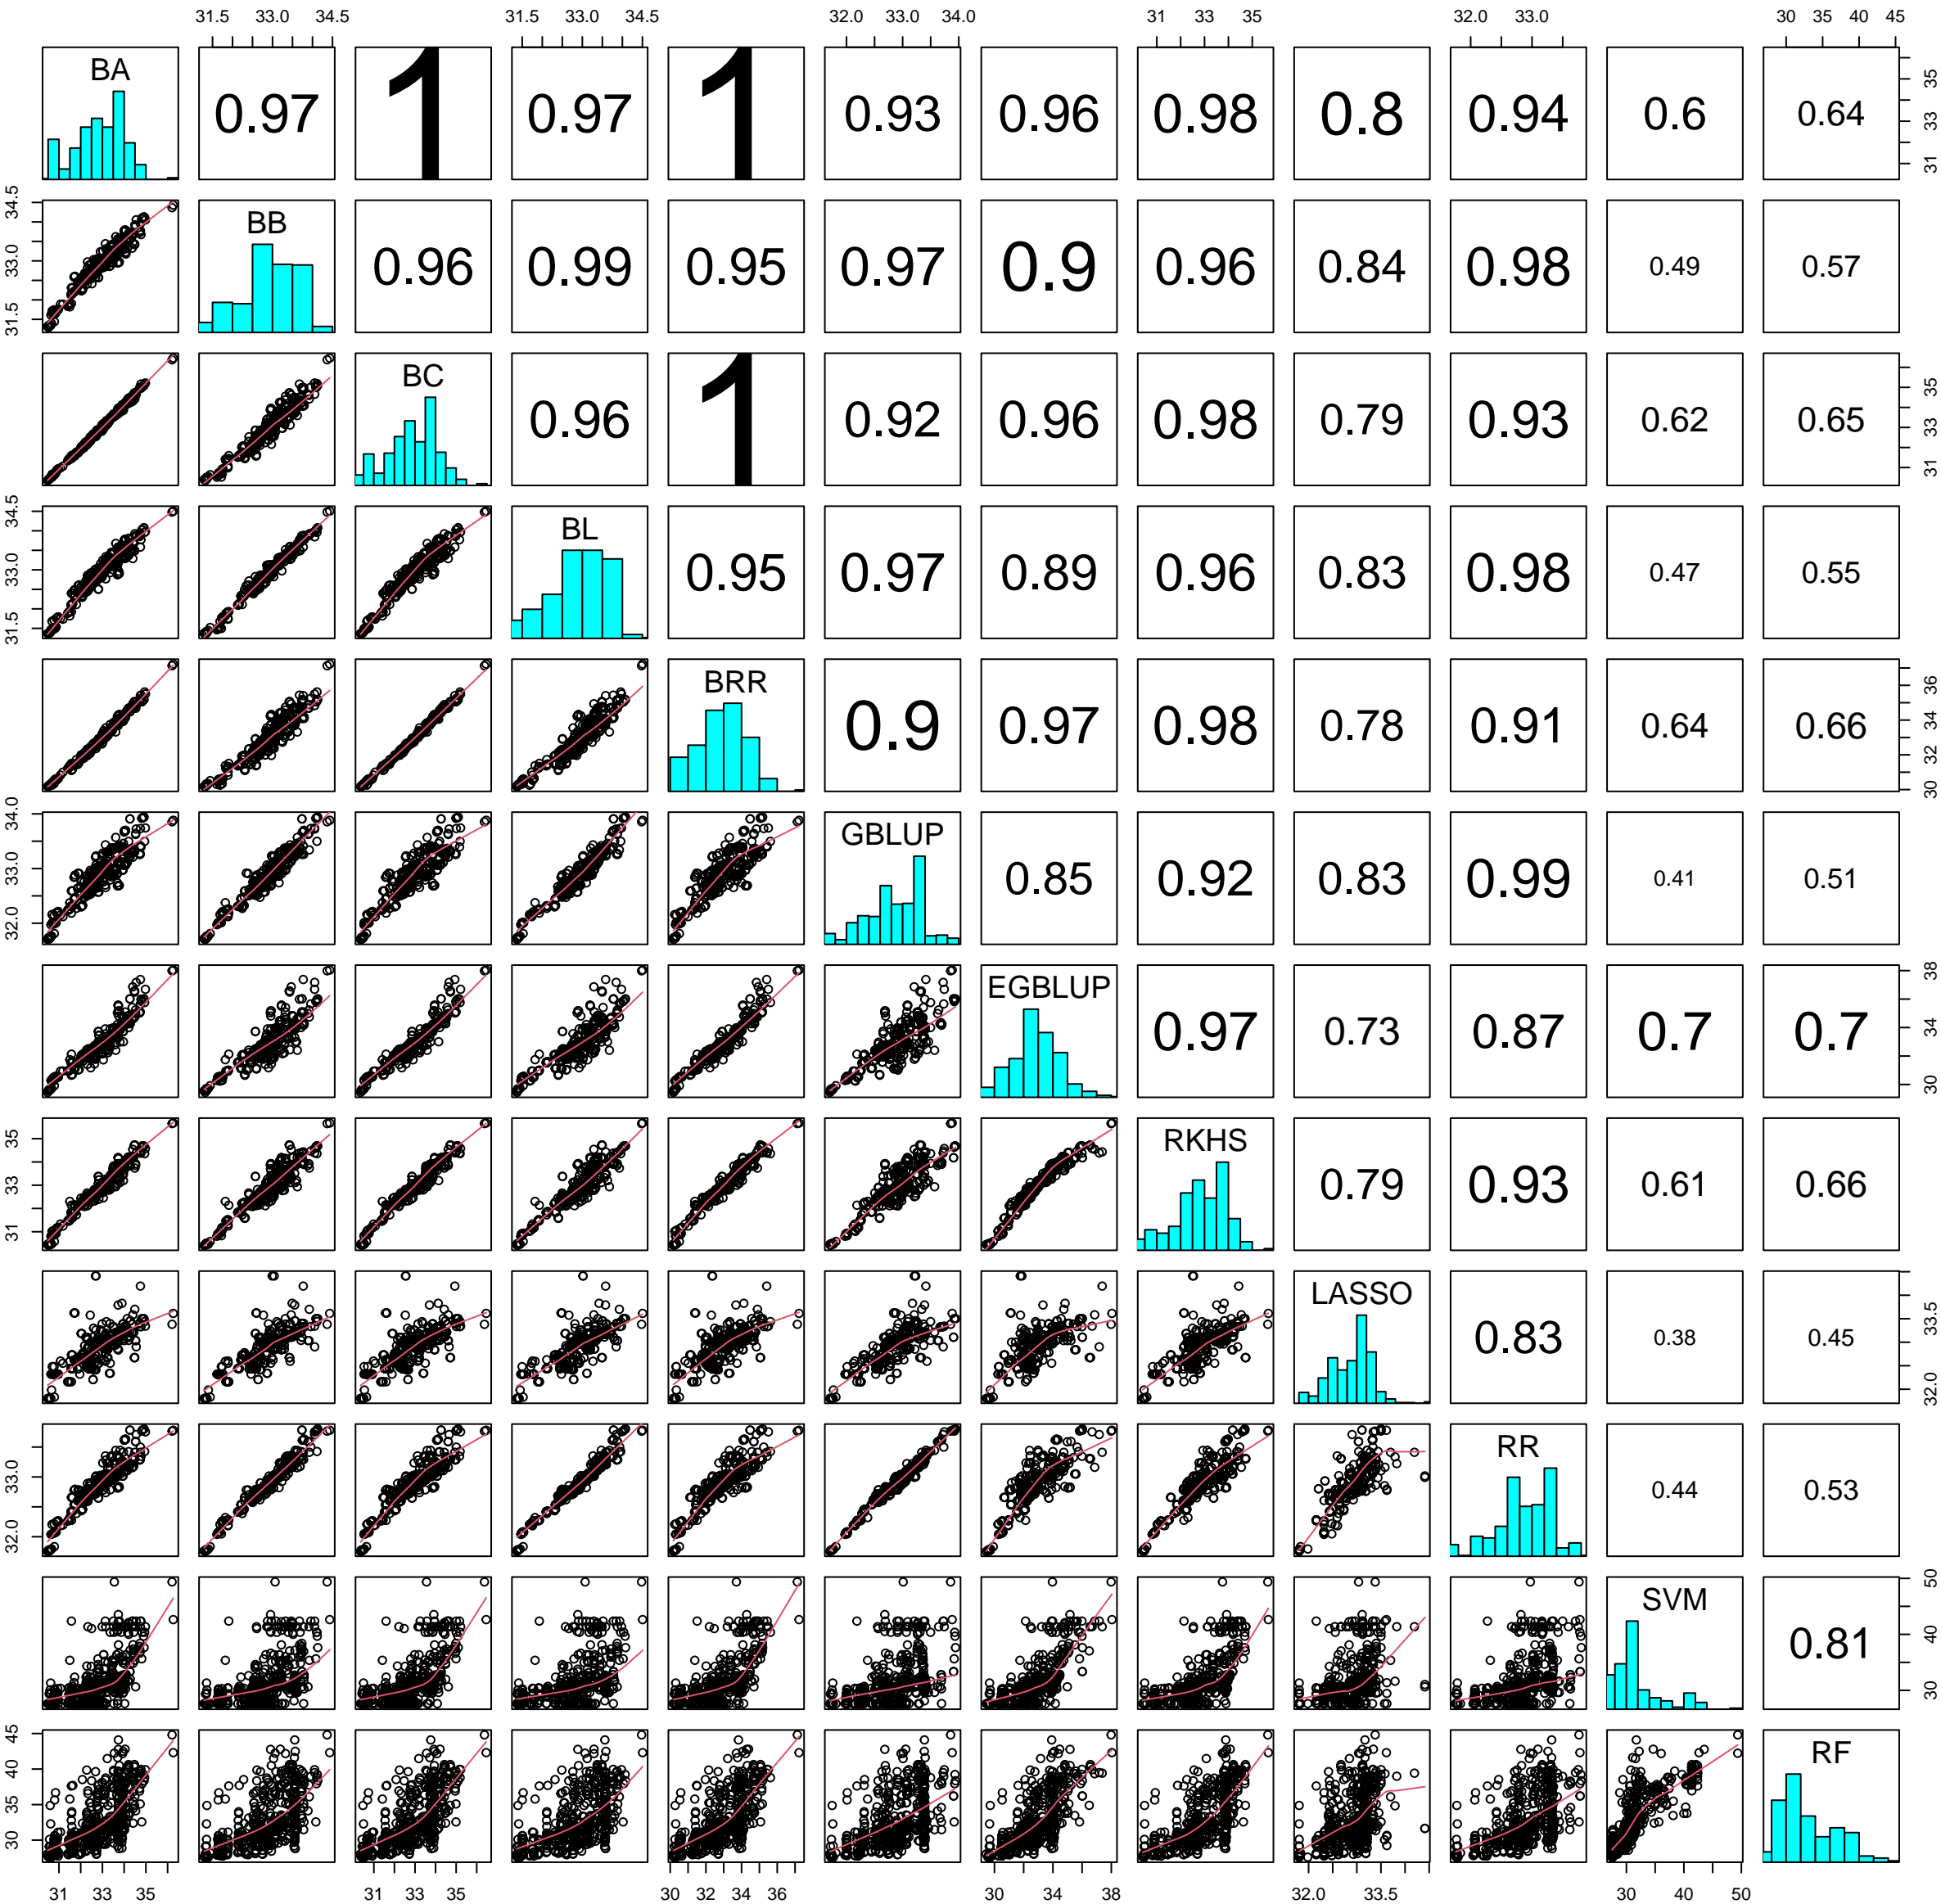 31.5 33.0 34.5 31.5 33.0 34.5 32.0 33.0 34.0 31 33 35 32.0 33.0 30 35 40 45
BA 0.97 1 0.97 1 0.93 0.96 0.98 0.8 0.94 0.6 0.64 31 33 35
31.5 33.0 34.5 BB 0.96 0.99 0.95 0.97 0.9 0.96 0.84 0.98 0.49 0.57
BC 0.96 1 0.92 0.96 0.98 0.79 0.93 0.62 0.65 31 33 35
31.5 33.0 34.5 BL 0.95 0.97 0.89 0.96 0.83 0.98 0.47 0.55
BRR 0.9 0.97 0.98 0.78 0.91 0.64 0.66 30 32 34 36
32.0 33.0 34.0 GBLUP 0.85 0.92 0.83 0.99 0.41 0.51
EGBLUP 0.97 0.73 0.87 0.7 0.7 30 34 38
31 33 35 RKHS 0.79 0.93 0.61 0.66
LASSO 0.83 0.38 0.45 32.0 33.5
32.0 33.0 RR 0.44 0.53
SVM 0.81 30 40 50
30 35 40 45 RF
31 33 35 31 33 35 30 32 34 36 30 34 38 32.0 33.5 30 40 50